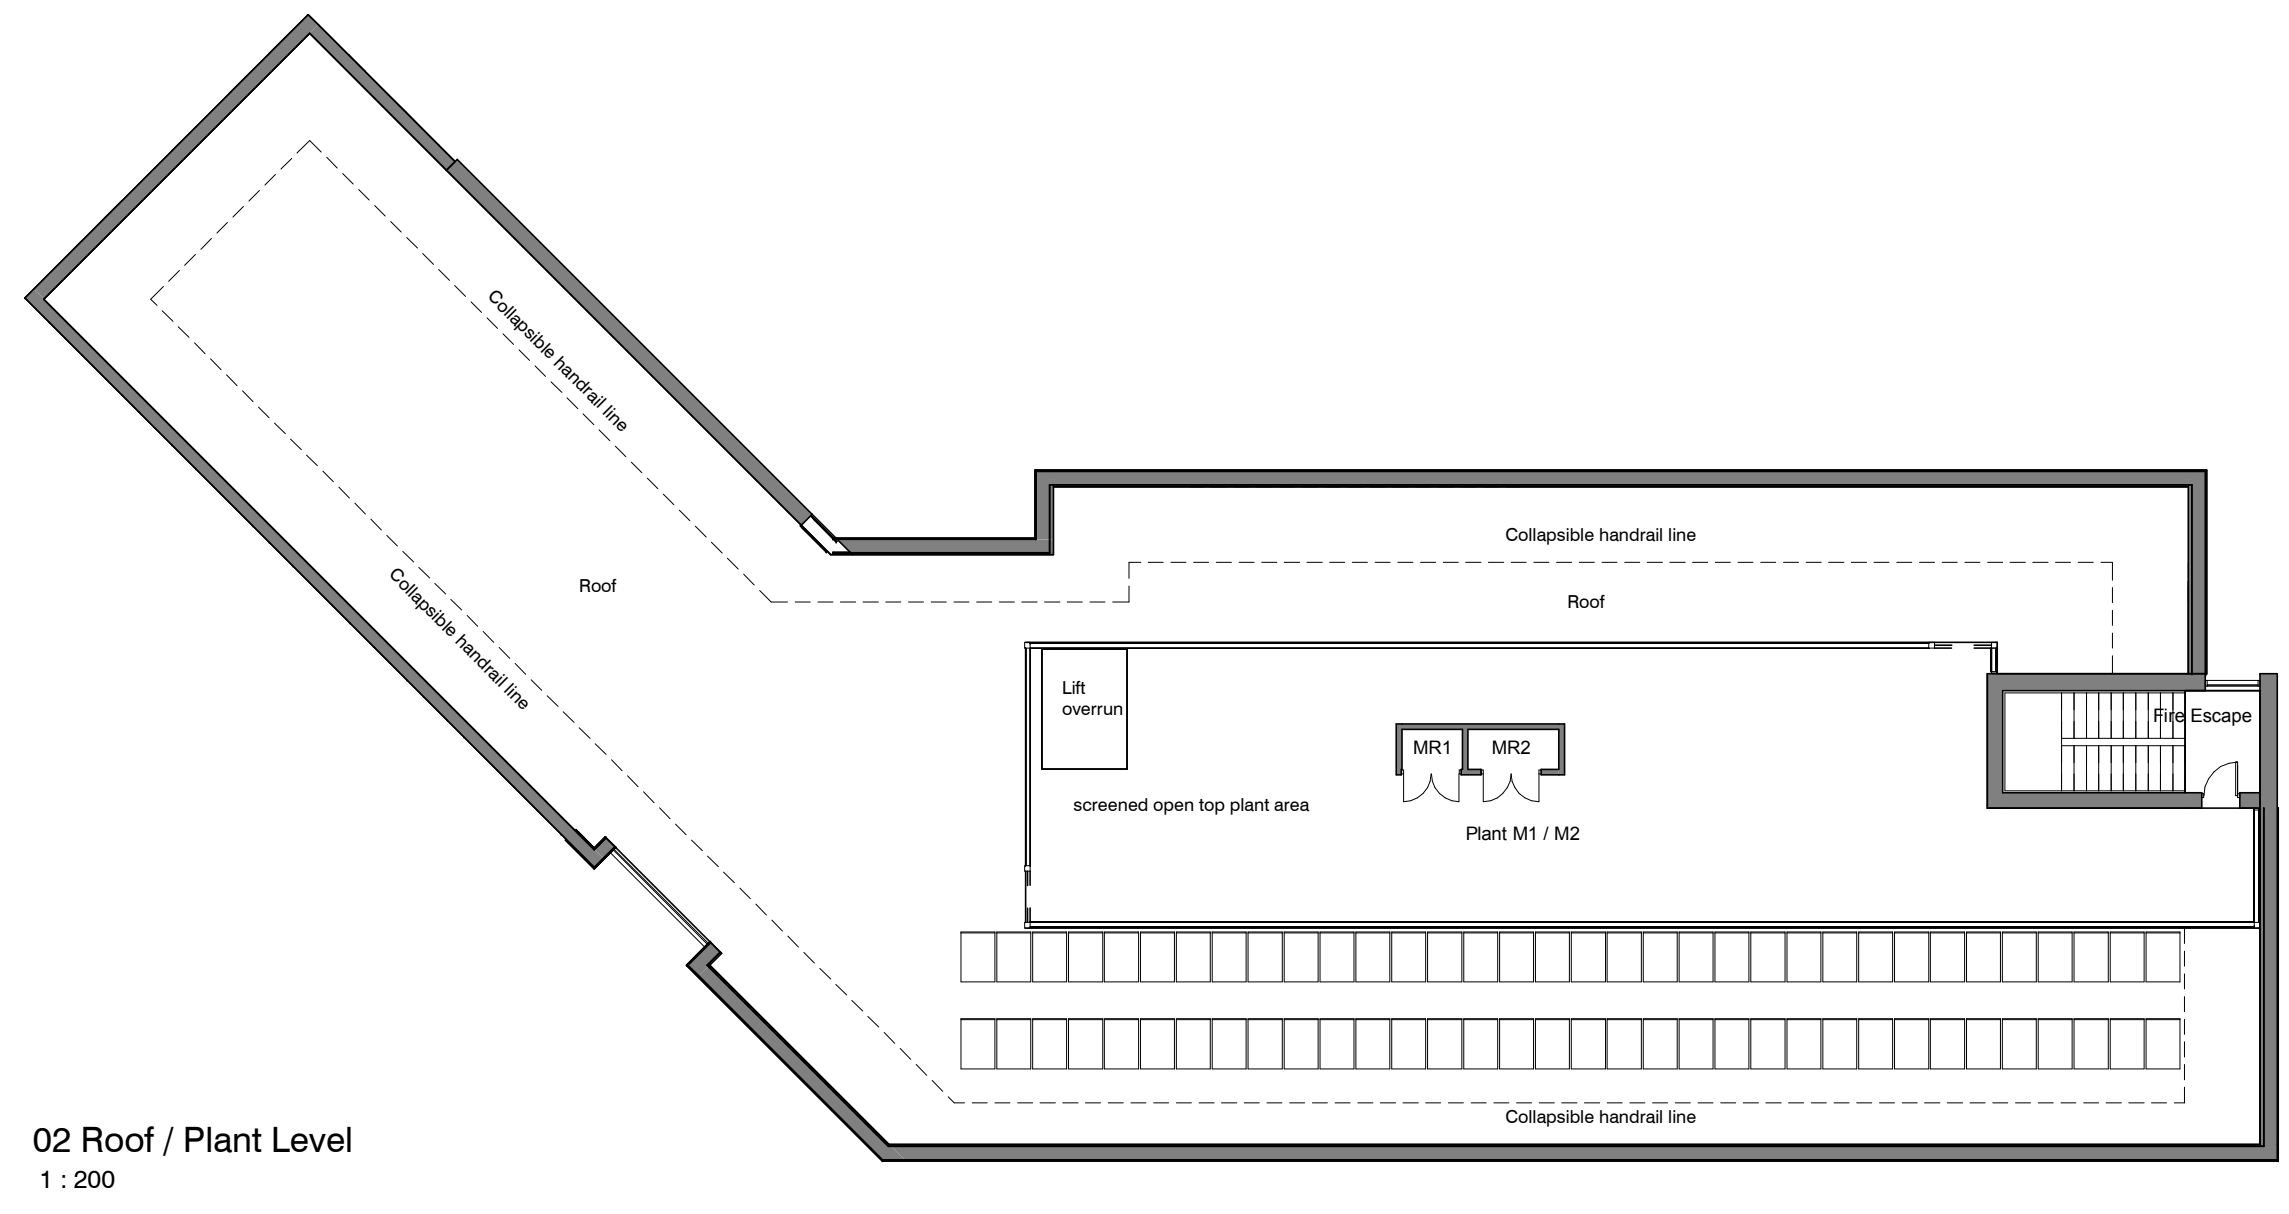 Collapsible handrail line
Collapsible handrail line
Roof
Collapsible handrail line
Roof
Lift
overrun
MR1
MR2
Fire Escape
screened open top plant area
Plant M1 / M2
Collapsible handrail line
02 Roof / Plant Level
1 : 200